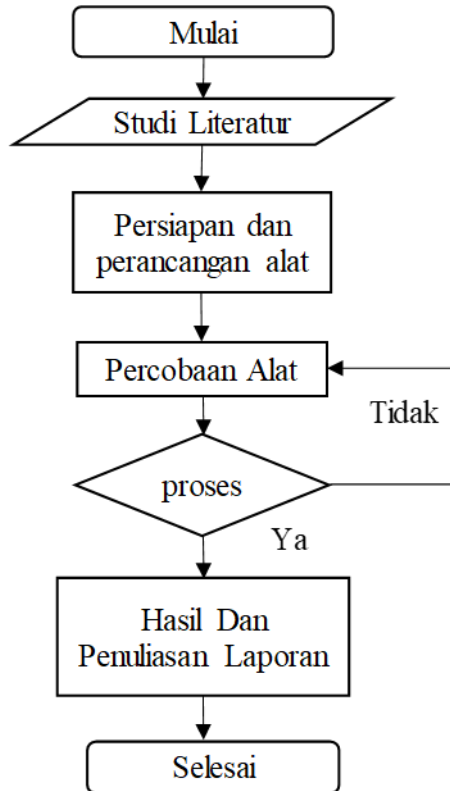 Mulai
Studi Literatur
Persiapan dan
perancangan alat
Percobaan Alat
Tidak
proses
Ya
Hasil Dan
Penuliasan Laporan
Selesai